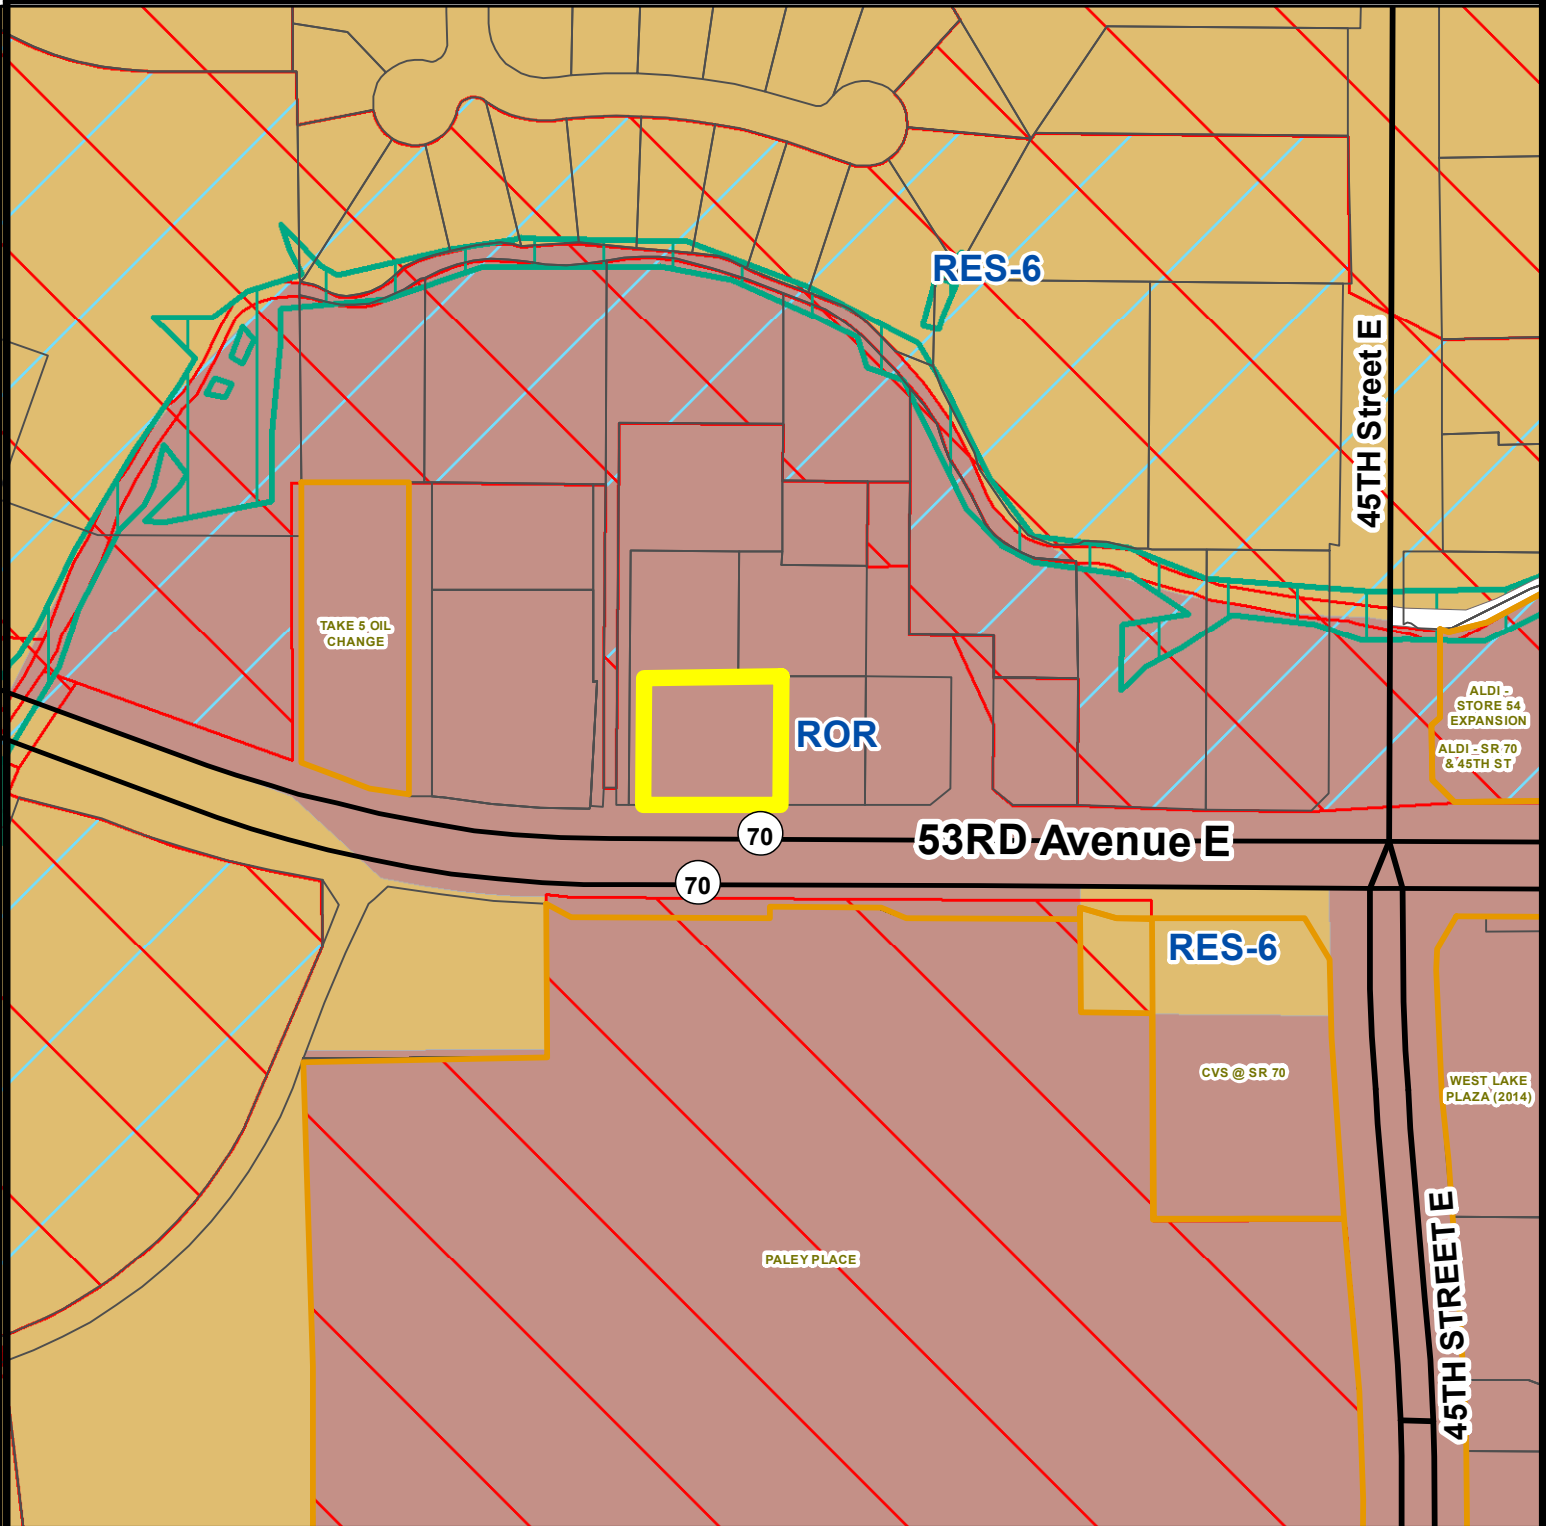 RES-6
45TH Street E
TAKE 5 OIL
CHANGE
ROR
ALDI -
STORE 54
EXPANSION
ALDI - SR 70
& 45TH ST
70
53RD Avenue E
70
RES-6
CVS @ SR 70
WEST LAKE
PLAZA (2014)
PALEY PLACE
45TH STREET E